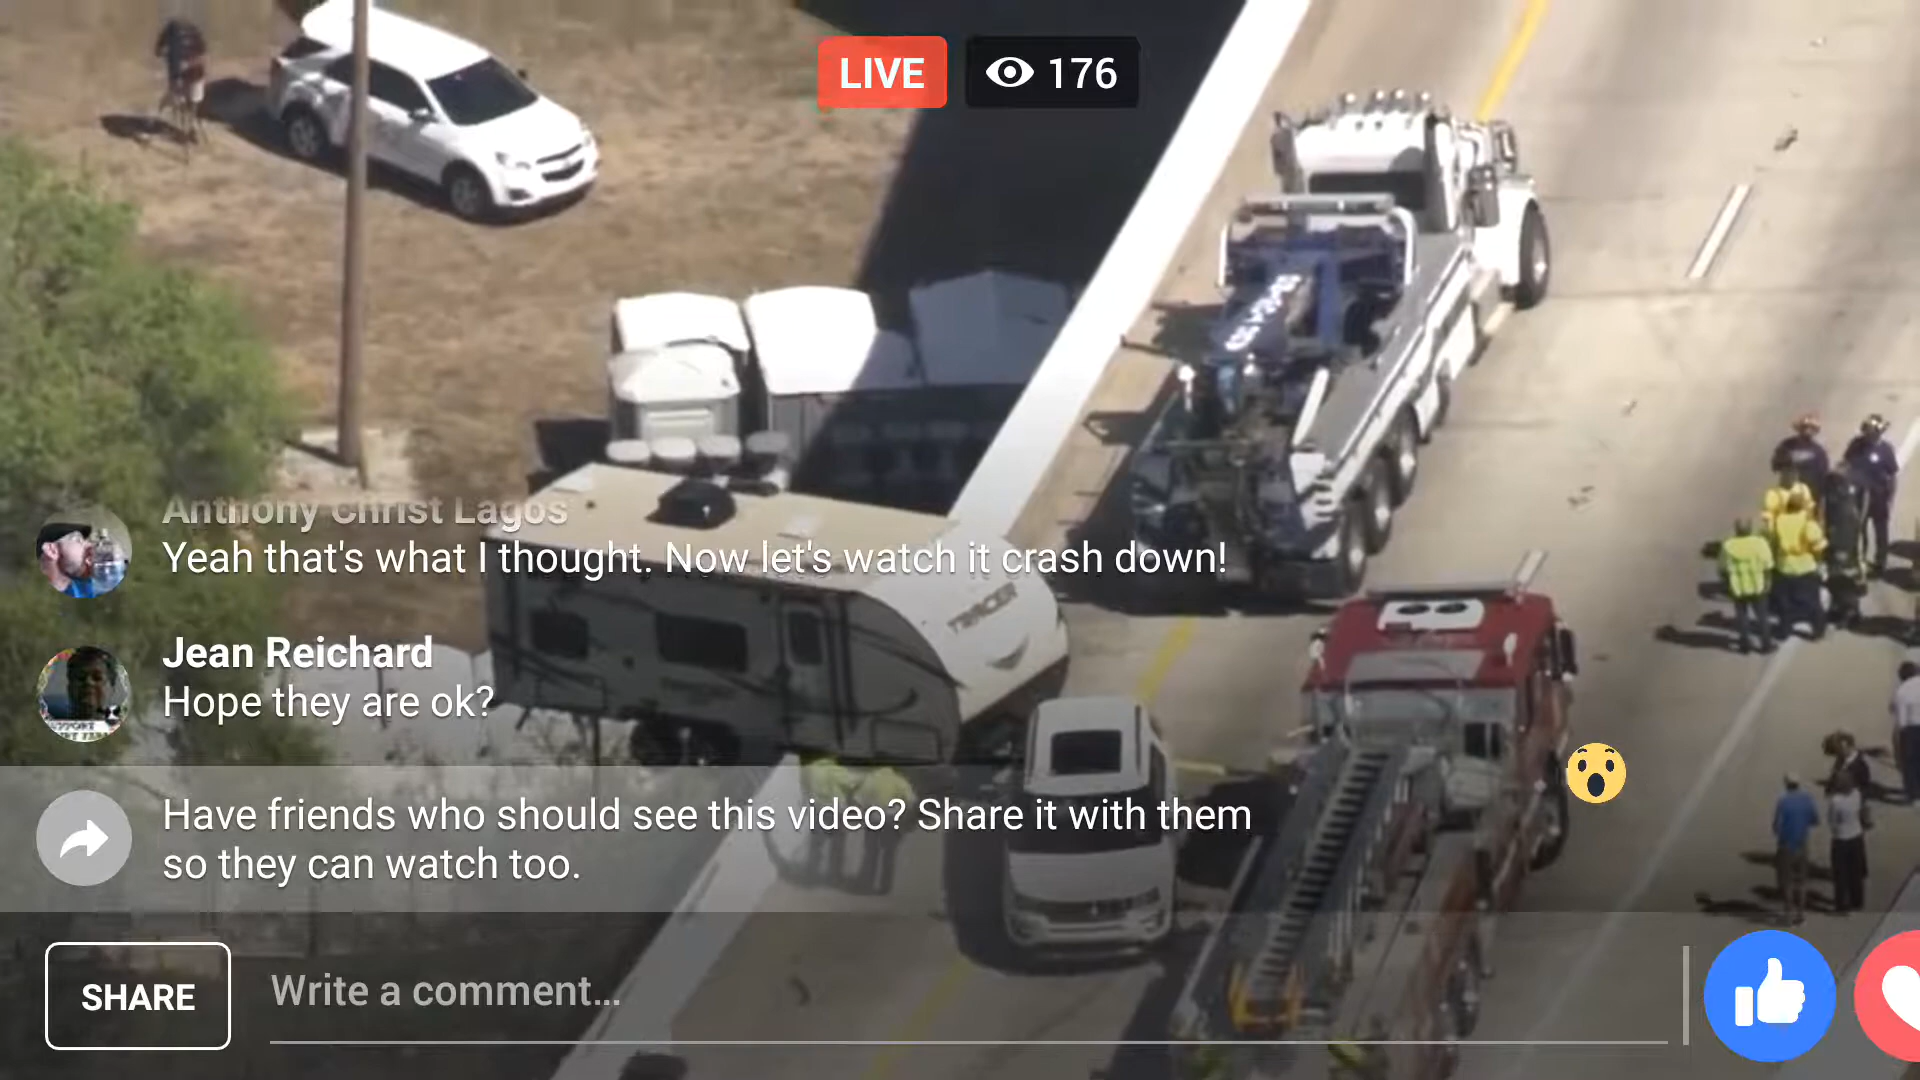 LIVE 176
Anthony Christ Lagos
Yeah that's what I thought. Now let's watch it crash down!
TRACER
Jean Reichard
Hope they are ok?
Have friends who should see this video? Share it with them
so they can watch too.
SHARE
Write a comment...